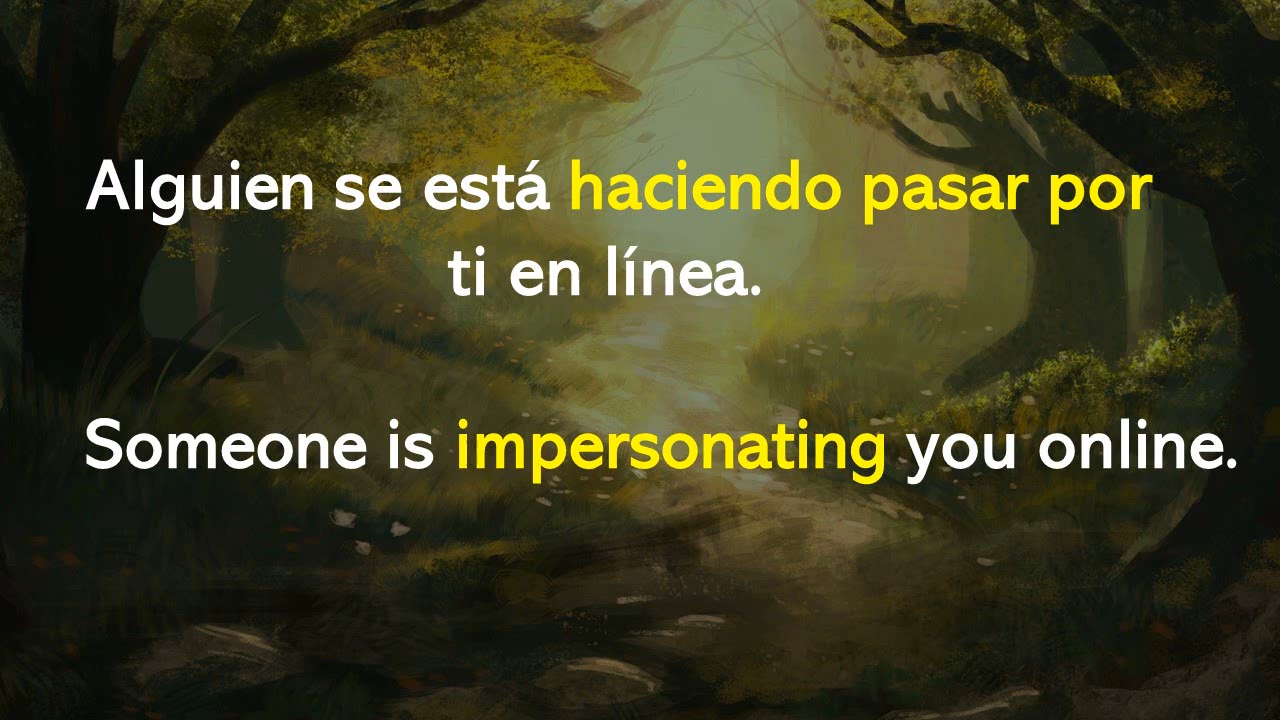 Alguien se está haciendo pasar por
ti en línea.
Someone is impersonating you online.